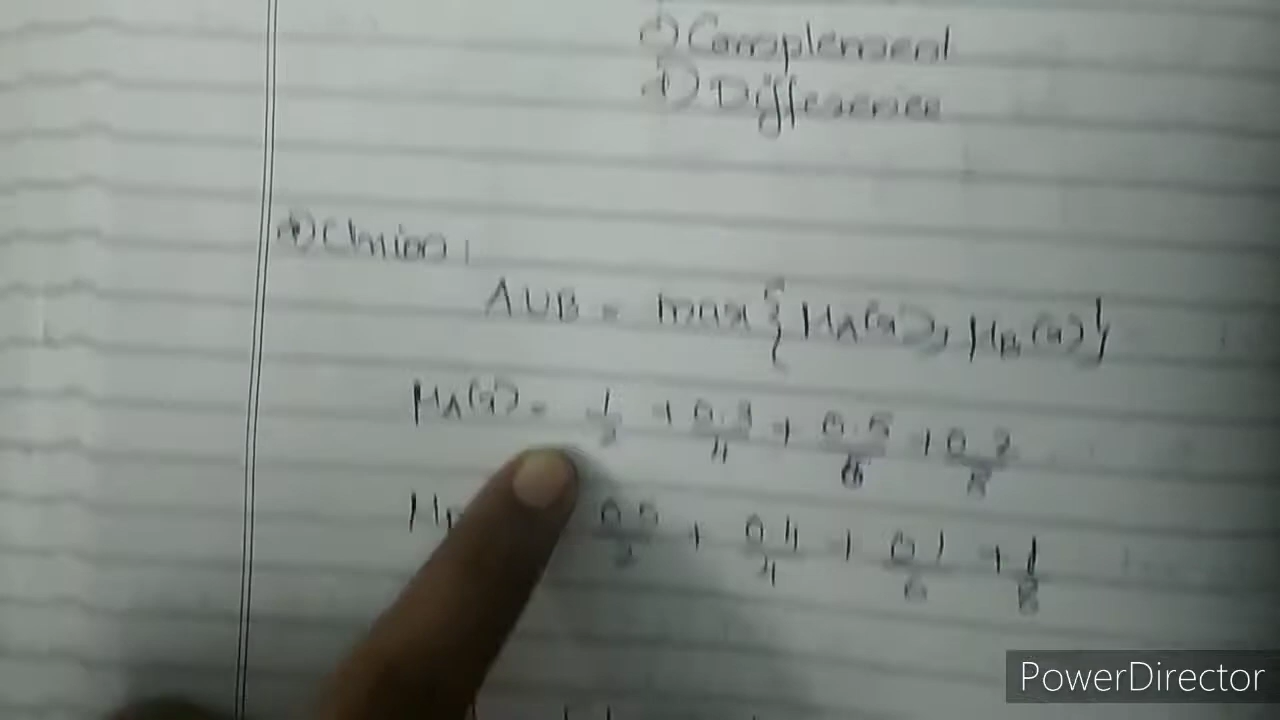 c) Complement
d) Difference
a) Union :
AUB = max { μA(x), μB(x) }
μA(x) = 1/2 + 0.3/4 + 0.5/6 + 0.2/8
0.5/2 + 0.4/4 + 0.1/6 + 1/8
PowerDirector